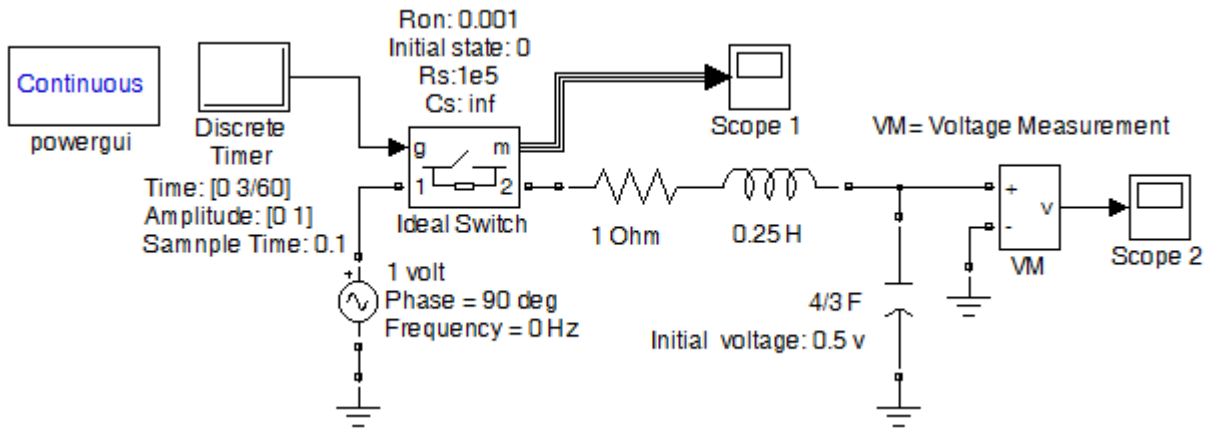 Ron: 0.001
Initial state: 0
Rs:1e5
Cs: inf
Continuous
powergui
Discrete
Timer
Time: [0 3/60]
Amplitude: [0 1]
Samnple Time: 0.1
g
m
1
2
Ideal Switch
Scope 1
VM= Voltage Measurement
1 Ohm
0.25 H
+
-
v
VM
Scope 2
+
1 volt
Phase = 90 deg
Frequency = 0 Hz
4/3 F
Initial voltage: 0.5 v